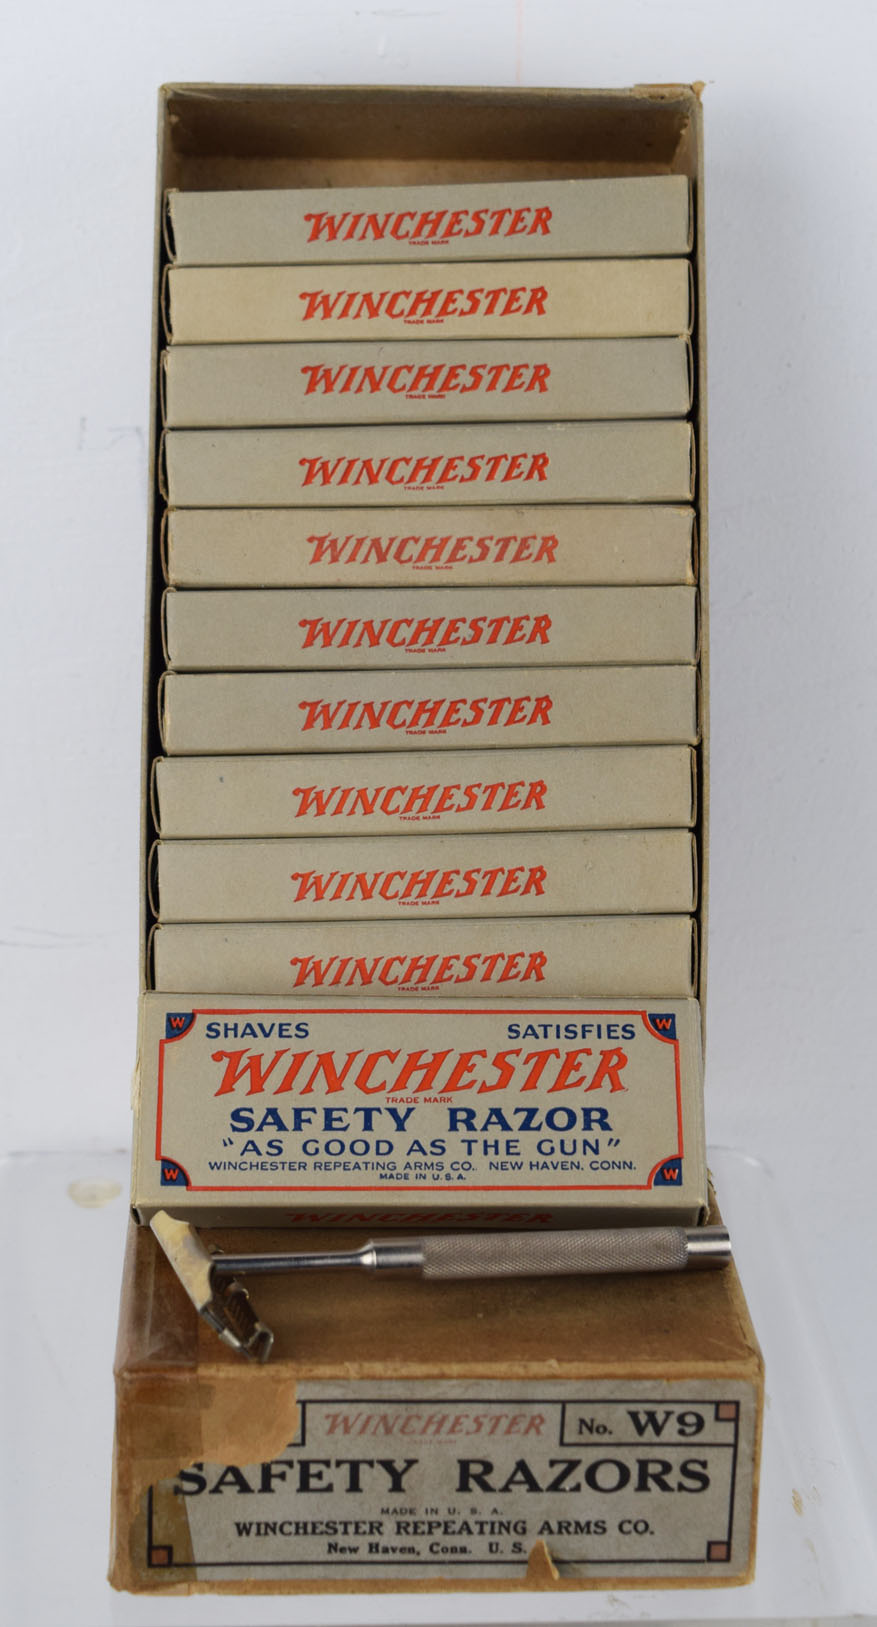 WINCHESTER
TRADE MARK
WINCHESTER
TRADE MARK
WINCHESTER
TRADE MARK
WINCHESTER
TRADE MARK
WINCHESTER
TRADE MARK
WINCHESTER
TRADE MARK
WINCHESTER
TRADE MARK
WINCHESTER
TRADE MARK
WINCHESTER
TRADE MARK
WINCHESTER
TRADE MARK
W W
SHAVES SATISFIES
WINCHESTER
TRADE MARK
SAFETY RAZOR
"AS GOOD AS THE GUN"
WINCHESTER REPEATING ARMS CO. NEW HAVEN, CONN.
MADE IN U.S.A.
W W
WINCHESTER
WINCHESTER No. W9
TRADE MARK
SAFETY RAZORS
MADE IN U. S. A.
WINCHESTER REPEATING ARMS CO.
New Haven, Conn. U. S.